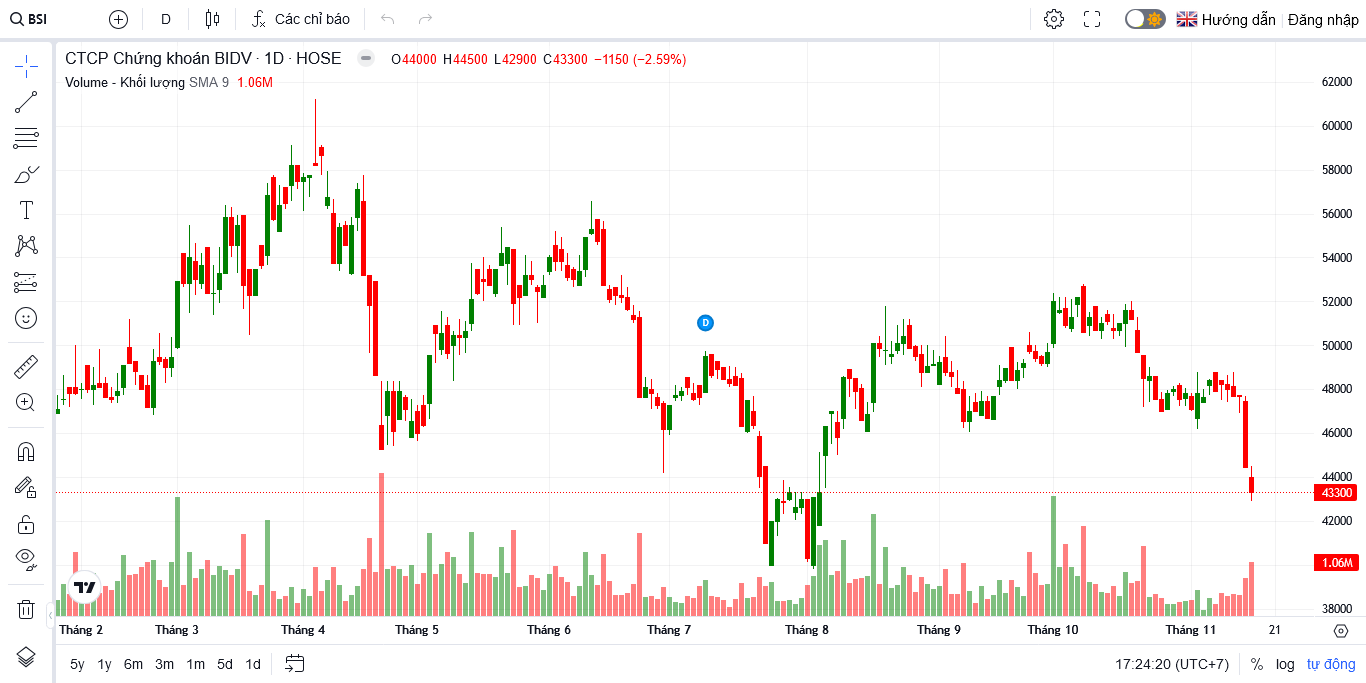 BSI D Các chỉ báo Hướng dẫn Đăng nhập
CTCP Chứng khoán BIDV · 1D · HOSE O44000 H44500 L42900 C43300 −1150 (−2.59%)
Volume - Khối lượng SMA 9 1.06M
62000
60000
58000
56000
54000
52000
50000
48000
46000
44000
43300
42000
1.06M
38000
D
Tháng 2 Tháng 3 Tháng 4 Tháng 5 Tháng 6 Tháng 7 Tháng 8 Tháng 9 Tháng 10 Tháng 11 21
5y 1y 6m 3m 1m 5d 1d 17:24:20 (UTC+7) % log tự động